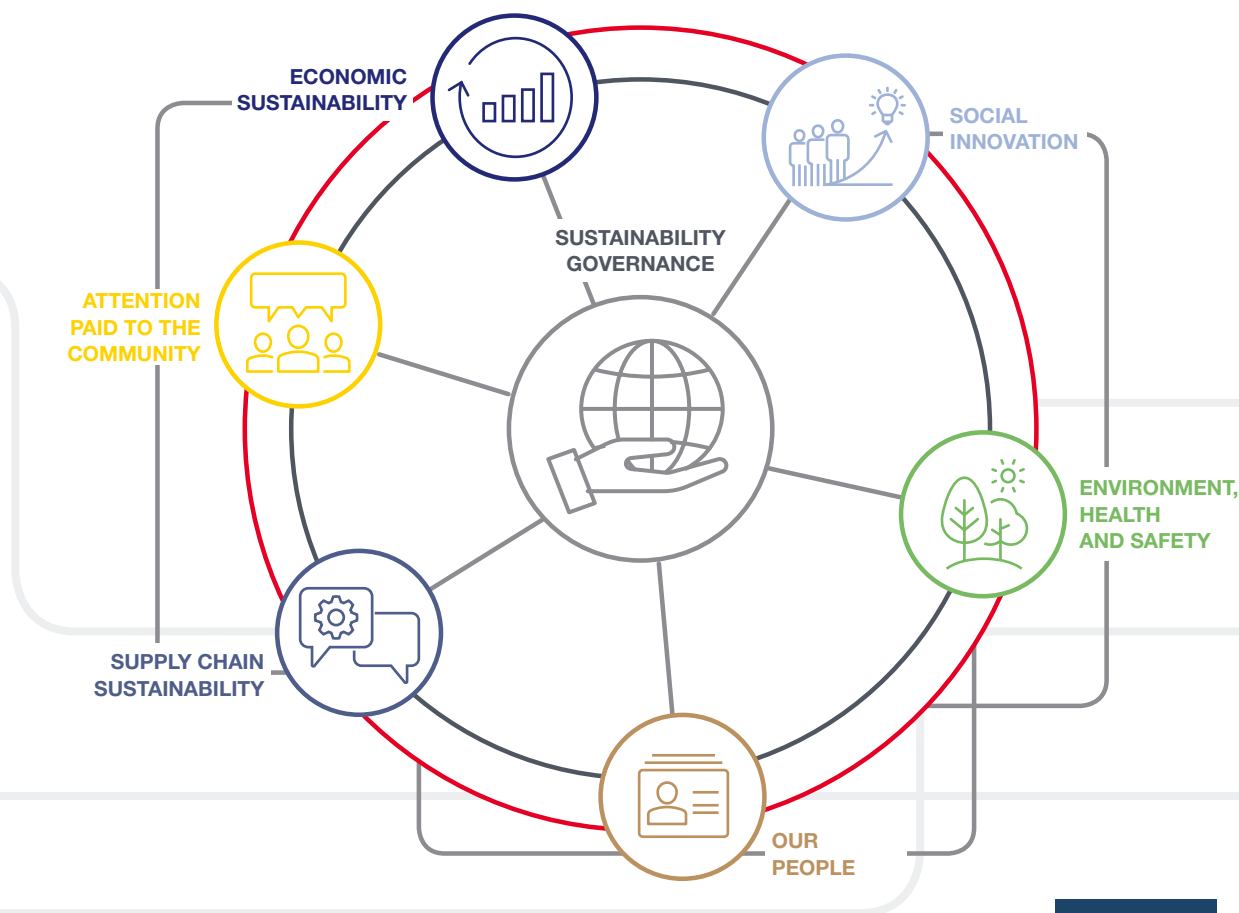 ECONOMIC
SUSTAINABILITY
SOCIAL
INNOVATION
SUSTAINABILITY
GOVERNANCE
ATTENTION
PAID TO THE
COMMUNITY
ENVIRONMENT,
HEALTH
AND SAFETY
SUPPLY CHAIN
SUSTAINABILITY
OUR
PEOPLE